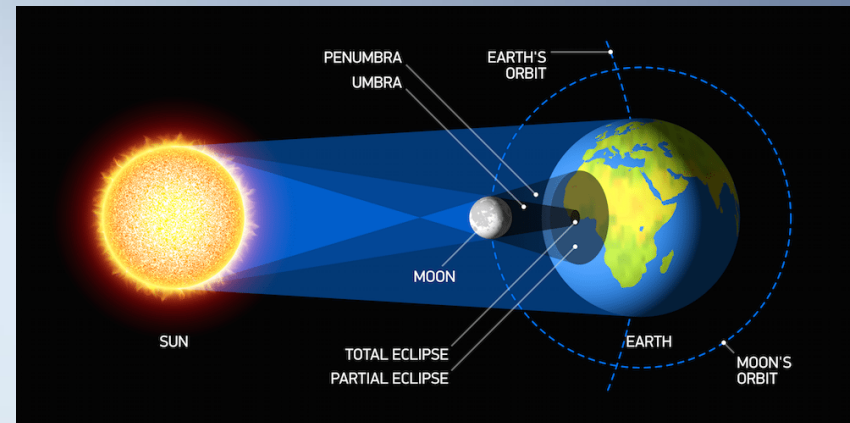 PENUMBRA
UMBRA
EARTH'S
ORBIT
MOON
SUN
TOTAL ECLIPSE
PARTIAL ECLIPSE
EARTH
MOON'S
ORBIT